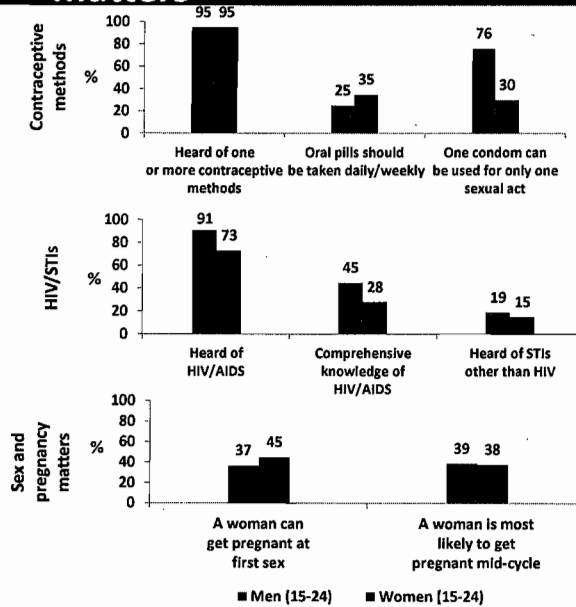 95 95
100
80
60
40
20
0
%
Contraceptive
methods
25
35
76
30
Heard of one
or more contraceptive
methods
Oral pills should
be taken daily/weekly
One condom can
be used for only one
sexual act
91
73
100
80
60
40
20
0
%
HIV/STIs
45
28
19
15
Heard of
HIV/AIDS
Comprehensive
knowledge of
HIV/AIDS
Heard of STIs
other than HIV
100
80
60
40
20
0
%
Sex and
pregnancy
matters
37
45
39
38
A woman can
get pregnant at
first sex
A woman is most
likely to get
pregnant mid-cycle
■ Men (15-24)
■ Women (15-24)